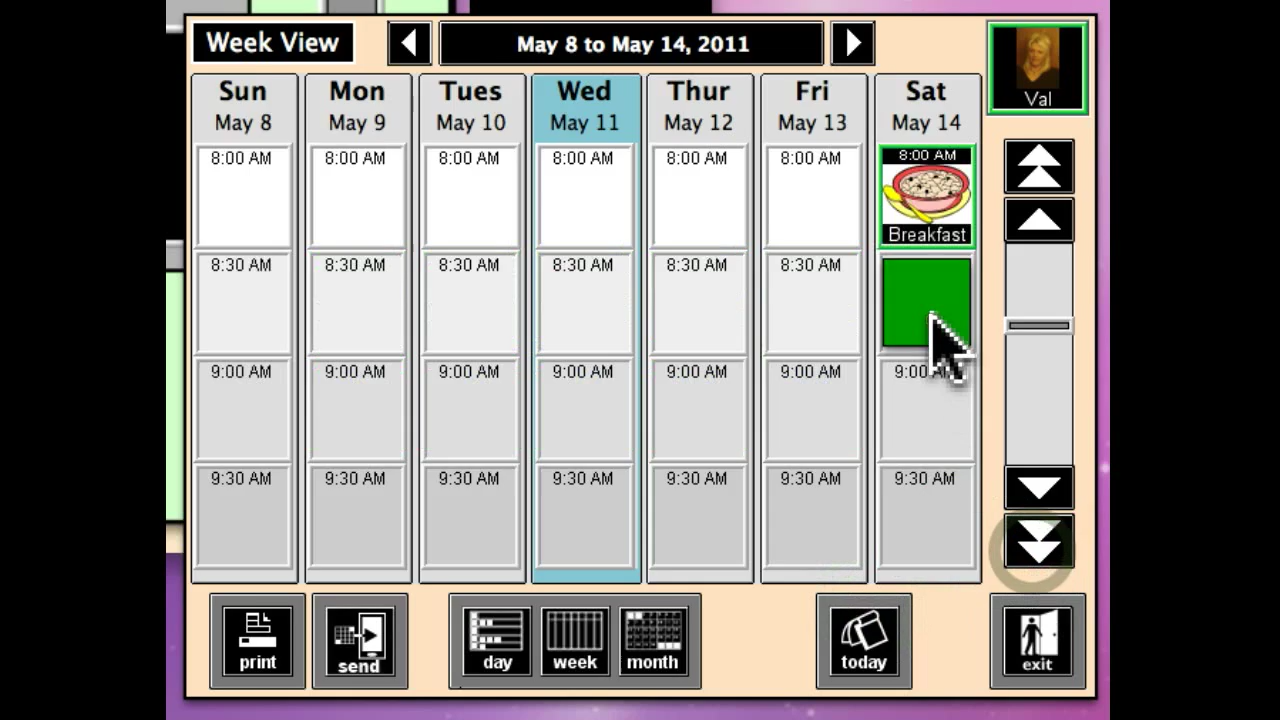 Week View
May 8 to May 14, 2011
Val
Sun Mon Tues Wed Thur Fri Sat
May 8 May 9 May 10 May 11 May 12 May 13 May 14
8:00 AM 8:00 AM 8:00 AM 8:00 AM 8:00 AM 8:00 AM 8:00 AM
Breakfast
8:30 AM 8:30 AM 8:30 AM 8:30 AM 8:30 AM 8:30 AM
9:00 AM 9:00 AM 9:00 AM 9:00 AM 9:00 AM 9:00 AM 9:00 AM
9:30 AM 9:30 AM 9:30 AM 9:30 AM 9:30 AM 9:30 AM 9:30 AM
print send day week month today exit